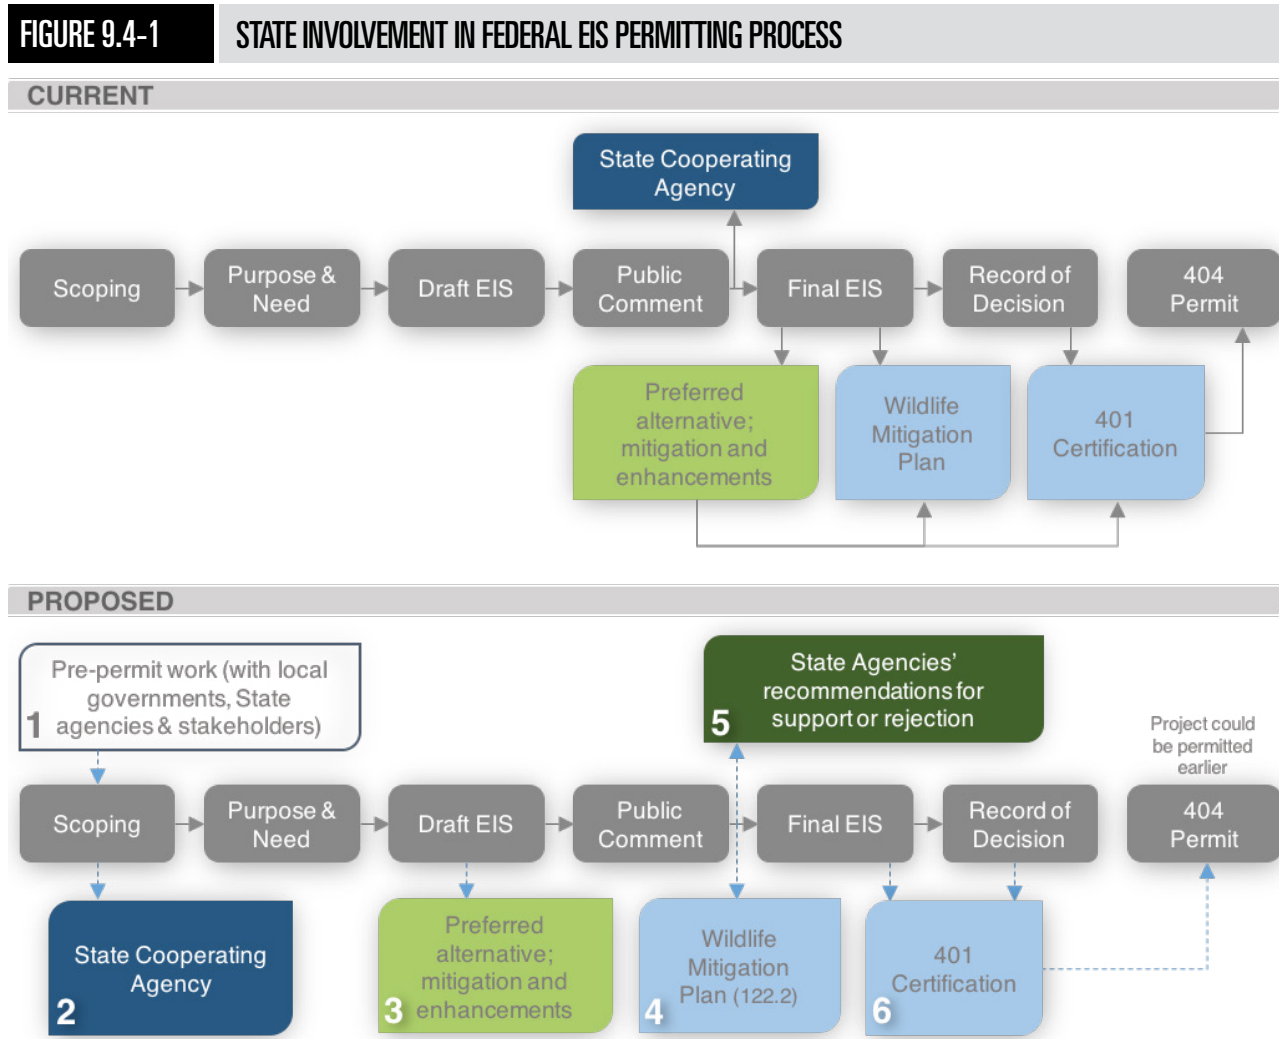 FIGURE 9.4-1
STATE INVOLVEMENT IN FEDERAL EIS PERMITTING PROCESS
CURRENT
State Cooperating
Agency
Scoping
Purpose &
Need
Draft EIS
Public
Comment
Final EIS
Record of
Decision
404
Permit
Preferred
alternative;
mitigation and
enhancements
Wildlife
Mitigation
Plan
401
Certification
PROPOSED
Pre-permit work (with local
governments, State
agencies & stakeholders)
1
State Agencies’
recommendations for
support or rejection
5
Project could
be permitted
earlier
Scoping
Purpose &
Need
Draft EIS
Public
Comment
Final EIS
Record of
Decision
404
Permit
State Cooperating
Agency
2
Preferred
alternative;
mitigation and
enhancements
3
Wildlife
Mitigation
Plan (122.2)
4
401
Certification
6